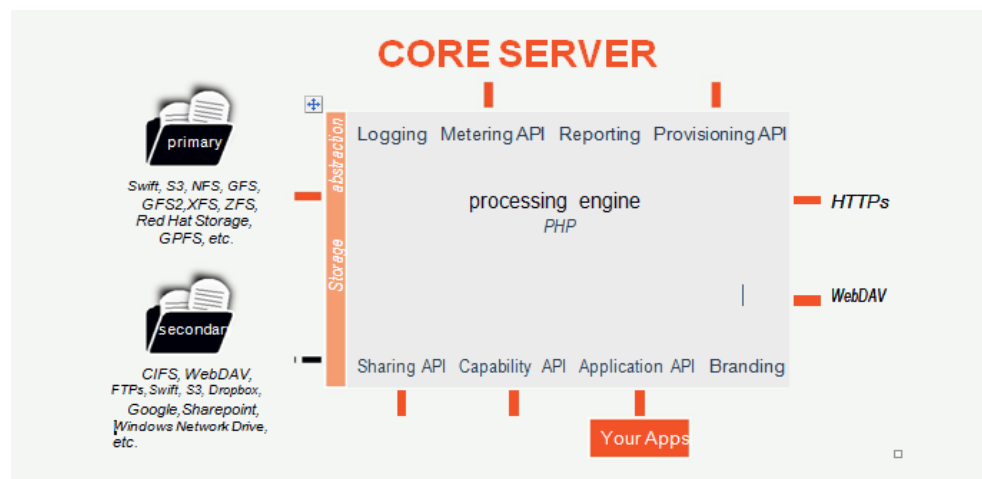 CORE SERVER
primary
Swift, S3, NFS, GFS,
GFS2,XFS, ZFS,
Red Hat Storage,
GPFS, etc.
secondar
CIFS, WebDAV,
FTPs,Swift, S3, Dropbox,
Google,Sharepoint,
Windows Network Drive,
etc.
Storage abstraction
Logging Metering API Reporting Provisioning API
processing engine
PHP
Sharing API Capability API Application API Branding
Your Apps
HTTPs
WebDAV